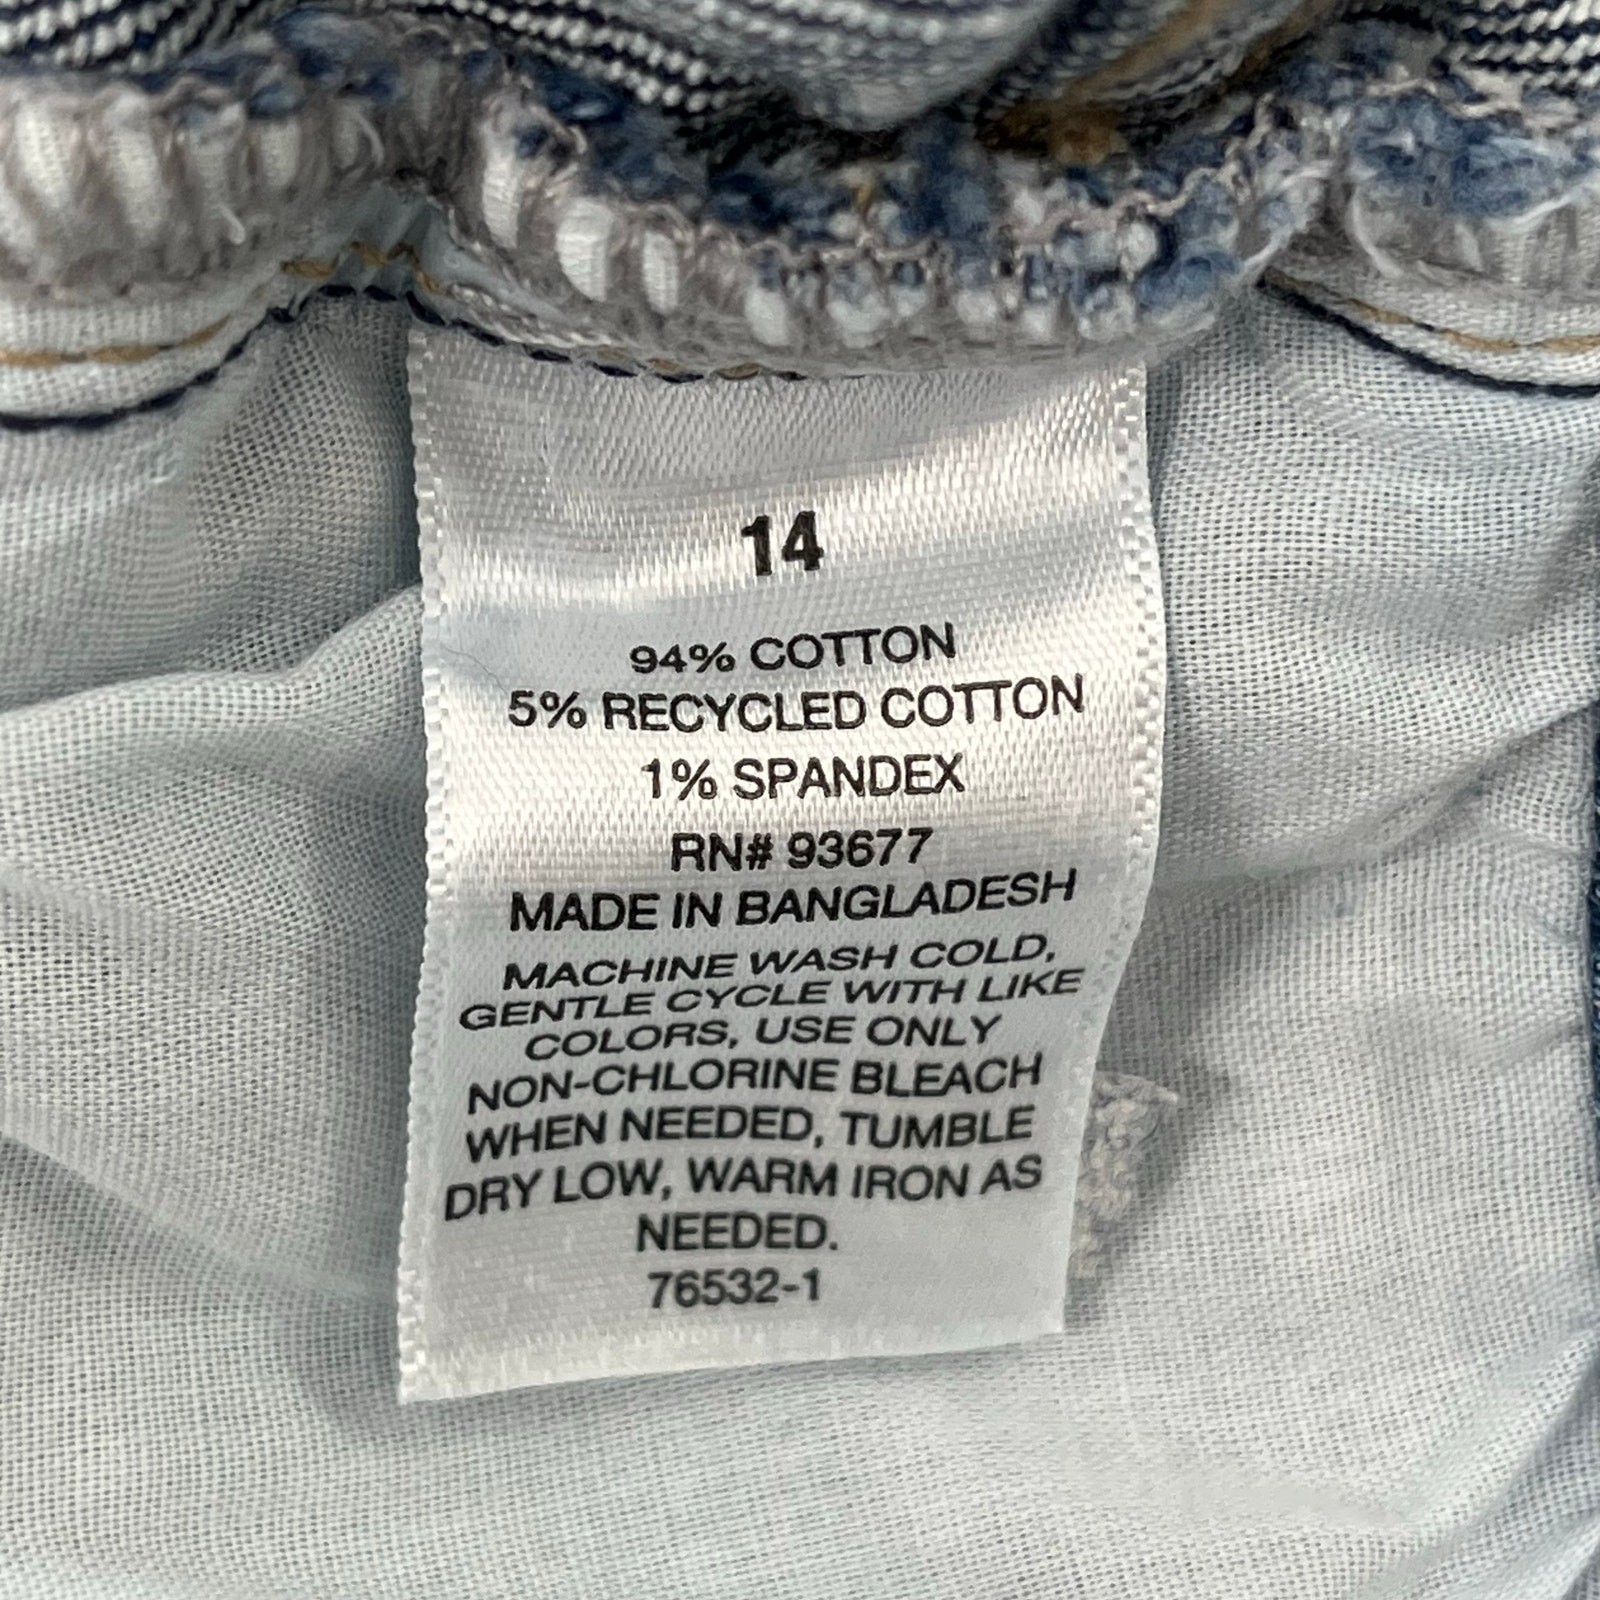 14
94% COTTON
5% RECYCLED COTTON
1% SPANDEX
RN# 93677
MADE IN BANGLADESH
MACHINE WASH COLD,
GENTLE CYCLE WITH LIKE
COLORS, USE ONLY
NON-CHLORINE BLEACH
WHEN NEEDED, TUMBLE
DRY LOW, WARM IRON AS
NEEDED.
76532-1